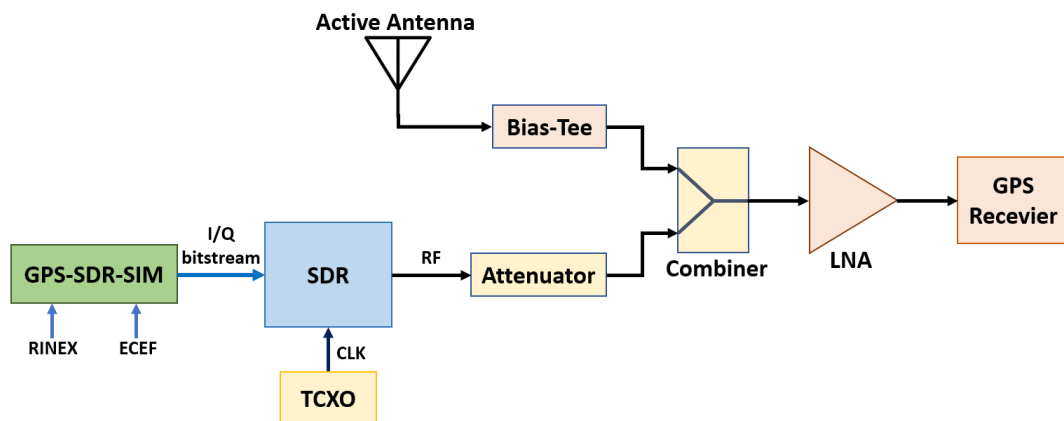 Active Antenna
Bias-Tee
GPS
Recevier
Combiner
LNA
I/Q
bitstream
GPS-SDR-SIM
SDR
RF
Attenuator
RINEX
ECEF
CLK
TCXO